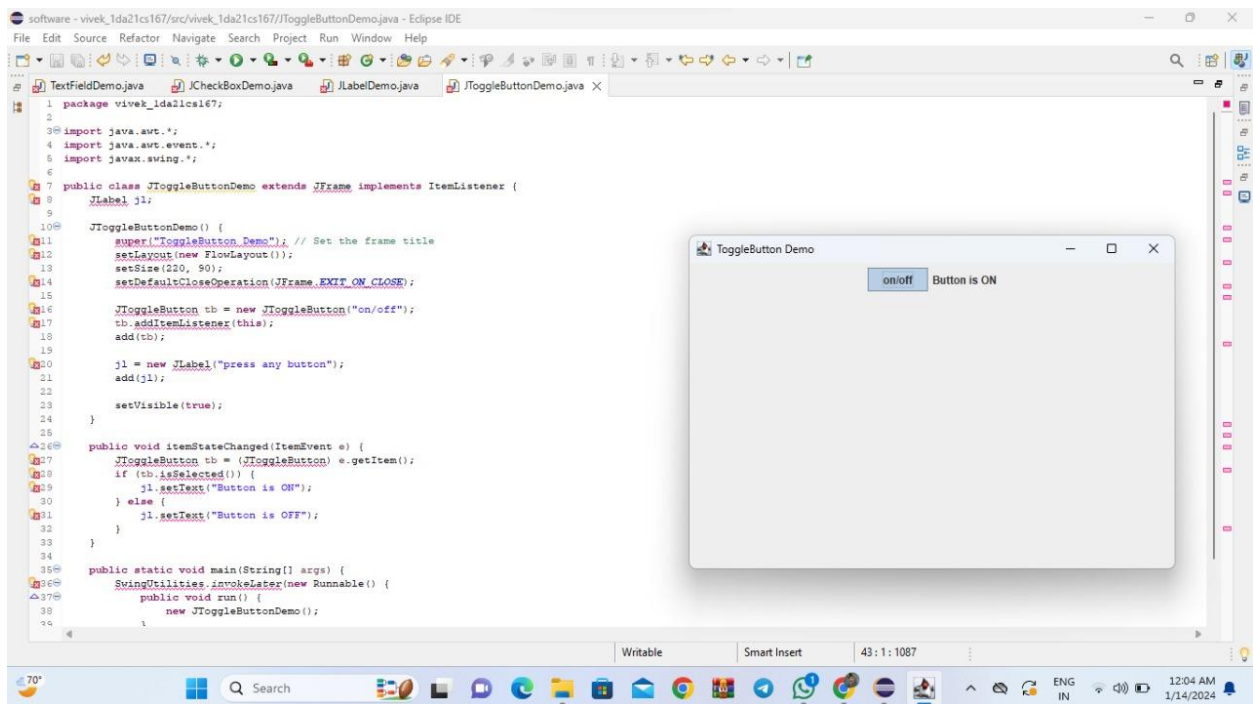 software - vivek_1da21cs167/src/vivek_1da21cs167/JToggleButtonDemo.java - Eclipse IDE
File Edit Source Refactor Navigate Search Project Run Window Help
TextFieldDemo.java JCheckBoxDemo.java JLabelDemo.java JToggleButtonDemo.java
1 package vivek_1da21cs167;
2
3 import java.awt.*;
4 import java.awt.event.*;
5 import javax.swing.*;
6
7 public class JToggleButtonDemo extends JFrame implements ItemListener {
8 JLabel jl;
9
10 JToggleButtonDemo() {
11 super("ToggleButton Demo"); // Set the frame title
12 setLayout(new FlowLayout());
13 setSize(220, 90);
14 setDefaultCloseOperation(JFrame.EXIT_ON_CLOSE);
15
16 JToggleButton tb = new JToggleButton("on/off");
17 tb.addItemListener(this);
18 add(tb);
19
20 jl = new JLabel("press any button");
21 add(jl);
22
23 setVisible(true);
24 }
25
26 public void itemStateChanged(ItemEvent e) {
27 JToggleButton tb = (JToggleButton) e.getItem();
28 if (tb.isSelected()) {
29 jl.setText("Button is ON");
30 } else {
31 jl.setText("Button is OFF");
32 }
33 }
34
35 public static void main(String[] args) {
36 SwingUtilities.invokeLater(new Runnable() {
37 public void run() {
38 new JToggleButtonDemo();
39 }
ToggleButton Demo
on/off Button is ON
Writable Smart Insert 43 : 1 : 1087
70°
Search
ENG
IN
12:04 AM
1/14/2024